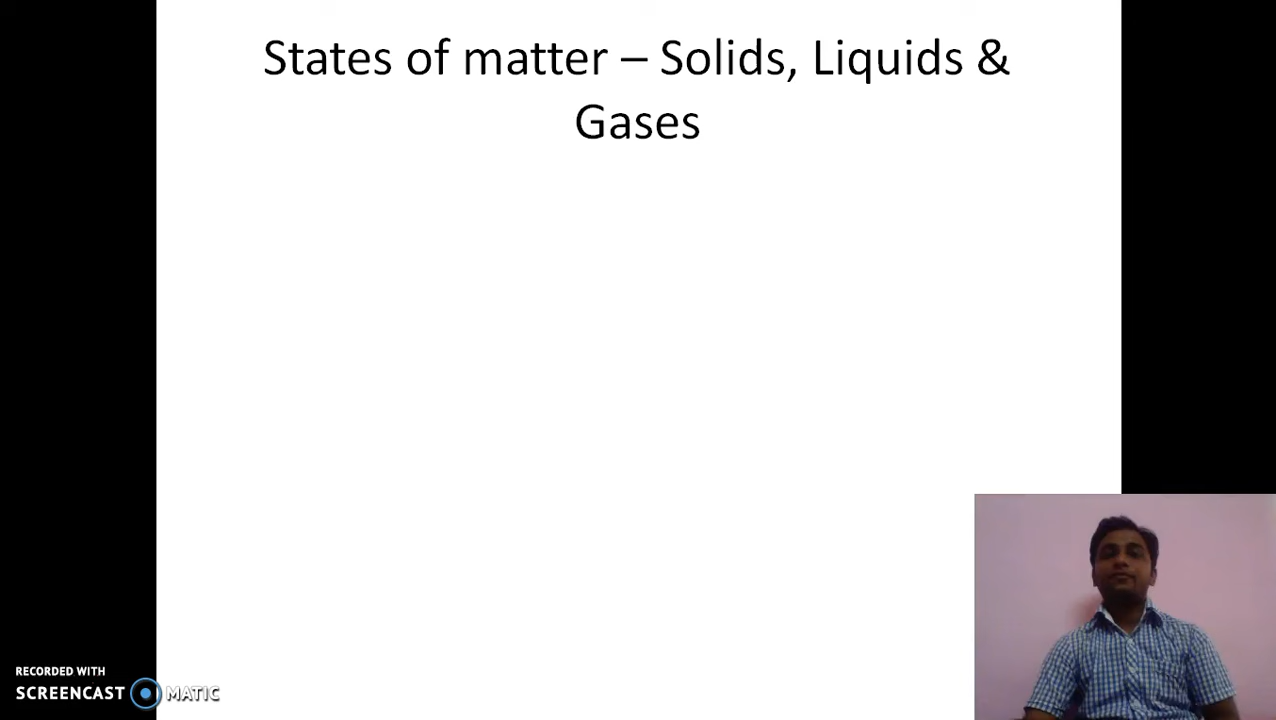 States of matter – Solids, Liquids &
Gases
RECORDED WITH
SCREENCAST MATIC